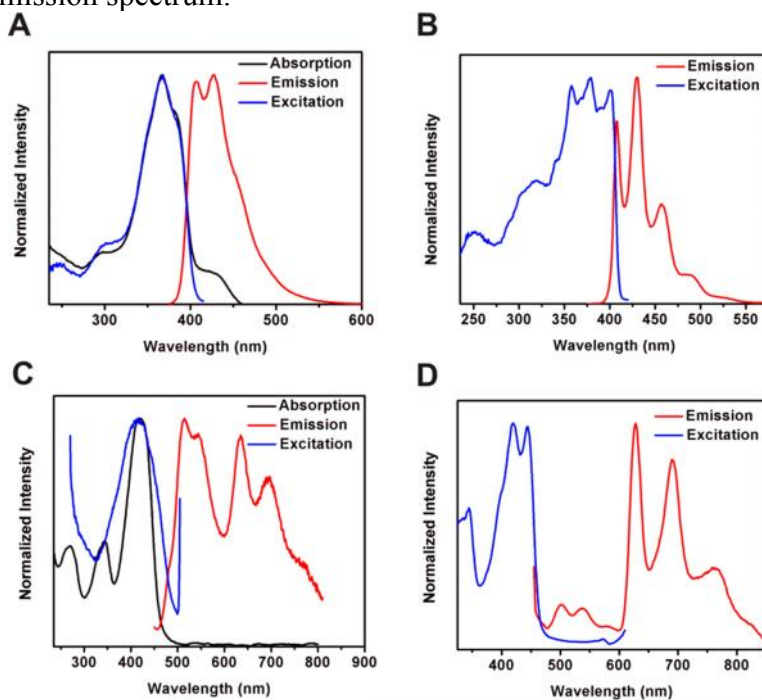 mission spectrum.
A
Absorption
Emission
Excitation
Normalized Intensity
300 400 500 600
Wavelength (nm)
B
Emission
Excitation
Normalized Intensity
250 300 350 400 450 500 550
Wavelength (nm)
C
Absorption
Emission
Excitation
Normalized Intensity
300 400 500 600 700 800 900
Wavelength (nm)
D
Emission
Excitation
Normalized Intensity
400 500 600 700 800
Wavelength (nm)